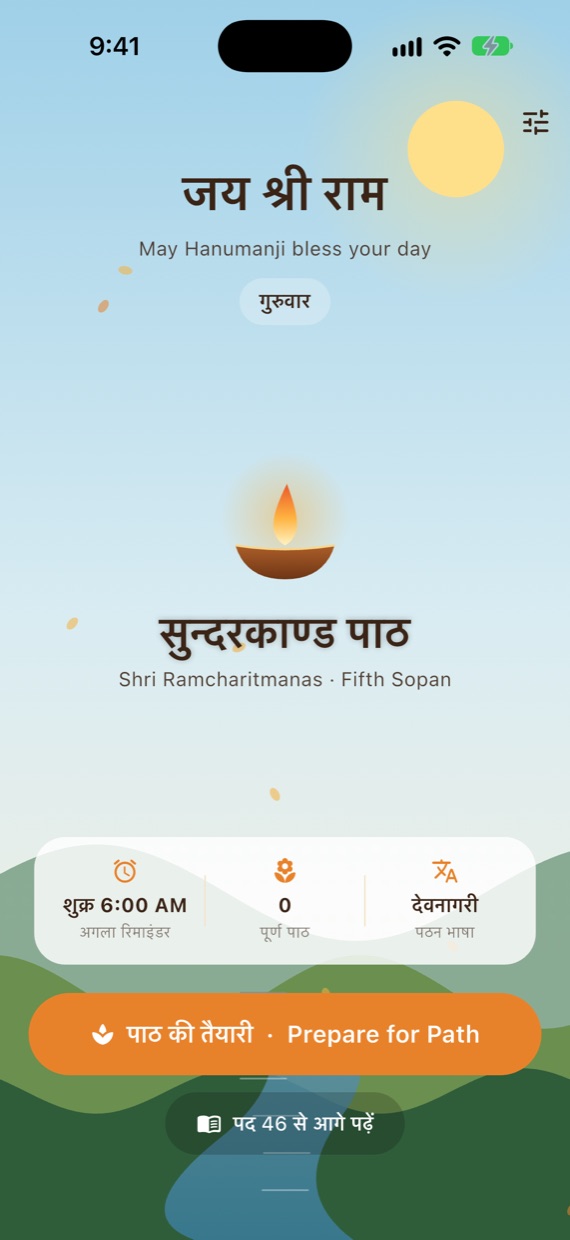 9:41
जय श्री राम
May Hanumanji bless your day
गुरुवार
सुन्दरकाण्ड पाठ
Shri Ramcharitmanas · Fifth Sopan
शुक्र 6:00 AM
अगला रिमाइंडर
0
पूर्ण पाठ
देवनागरी
पठन भाषा
पाठ की तैयारी · Prepare for Path
पद 46 से आगे पढ़ें